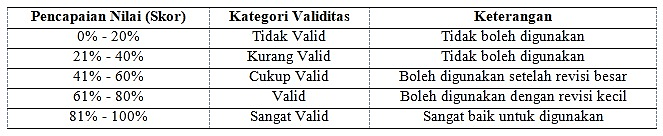 Pencapaian Nilai (Skor) Kategori Validitas Keterangan
0% - 20% Tidak Valid Tidak boleh digunakan
21% - 40% Kurang Valid Tidak boleh digunakan
41% - 60% Cukup Valid Boleh digunakan setelah revisi besar
61% - 80% Valid Boleh digunakan dengan revisi kecil
81% - 100% Sangat Valid Sangat baik untuk digunakan